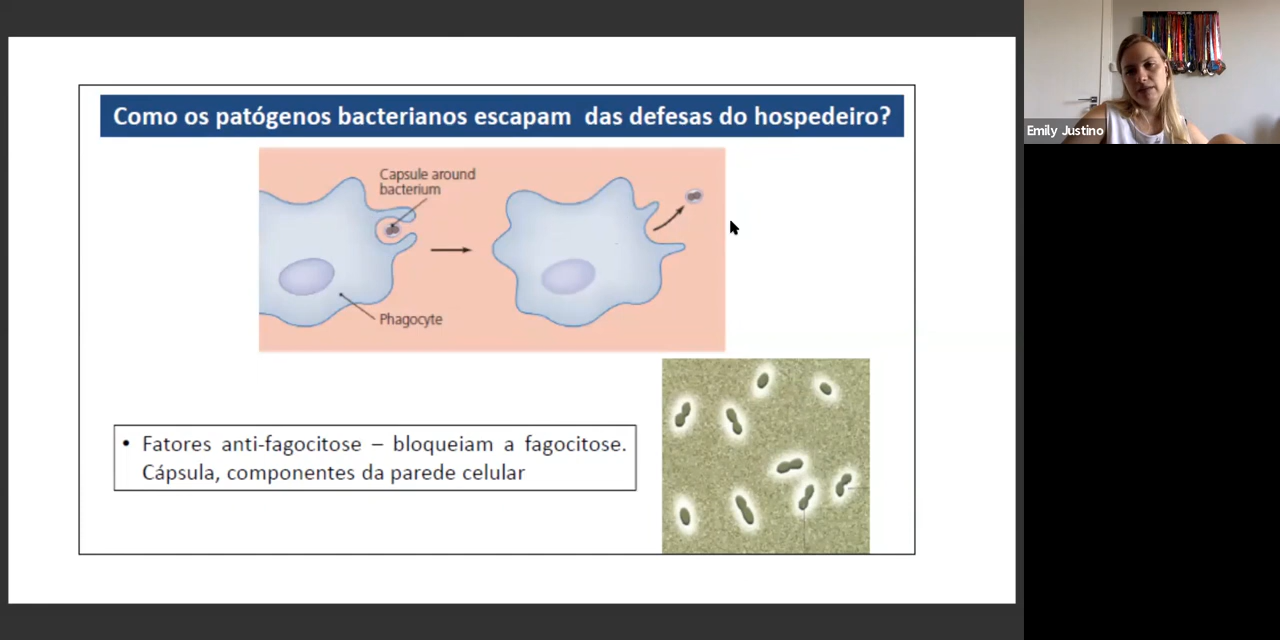 Como os patógenos bacterianos escapam das defesas do hospedeiro?
Capsule around
bacterium
Phagocyte
• Fatores anti-fagocitose – bloqueiam a fagocitose.
Cápsula, componentes da parede celular
Emily Justino